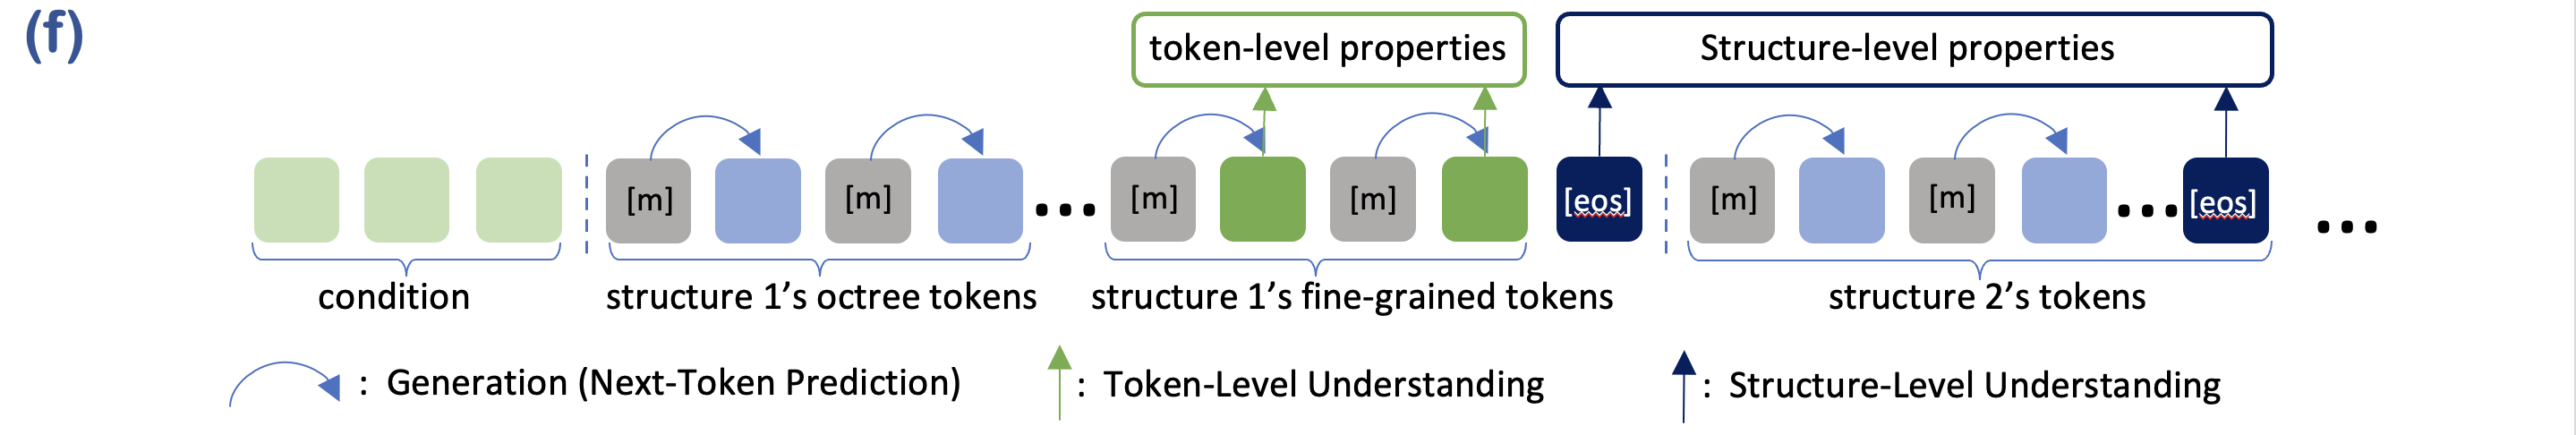 (f)
token-level properties
Structure-level properties
[m] [m] ... [m] [m] [eos] [m] [m] ... [eos] ...
condition
structure 1's octree tokens
structure 1's fine-grained tokens
structure 2's tokens
: Generation (Next-Token Prediction)
: Token-Level Understanding
: Structure-Level Understanding